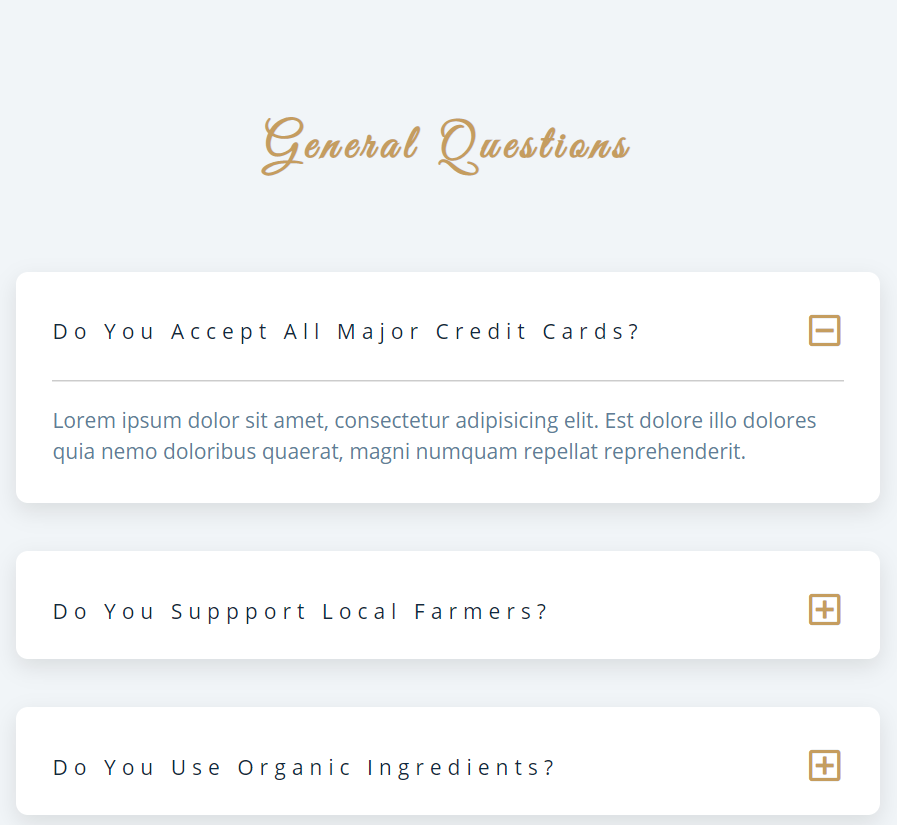 General Questions
Do You Accept All Major Credit Cards?
Lorem ipsum dolor sit amet, consectetur adipisicing elit. Est dolore illo dolores
quia nemo doloribus quaerat, magni numquam repellat reprehenderit.
Do You Suppport Local Farmers?
Do You Use Organic Ingredients?